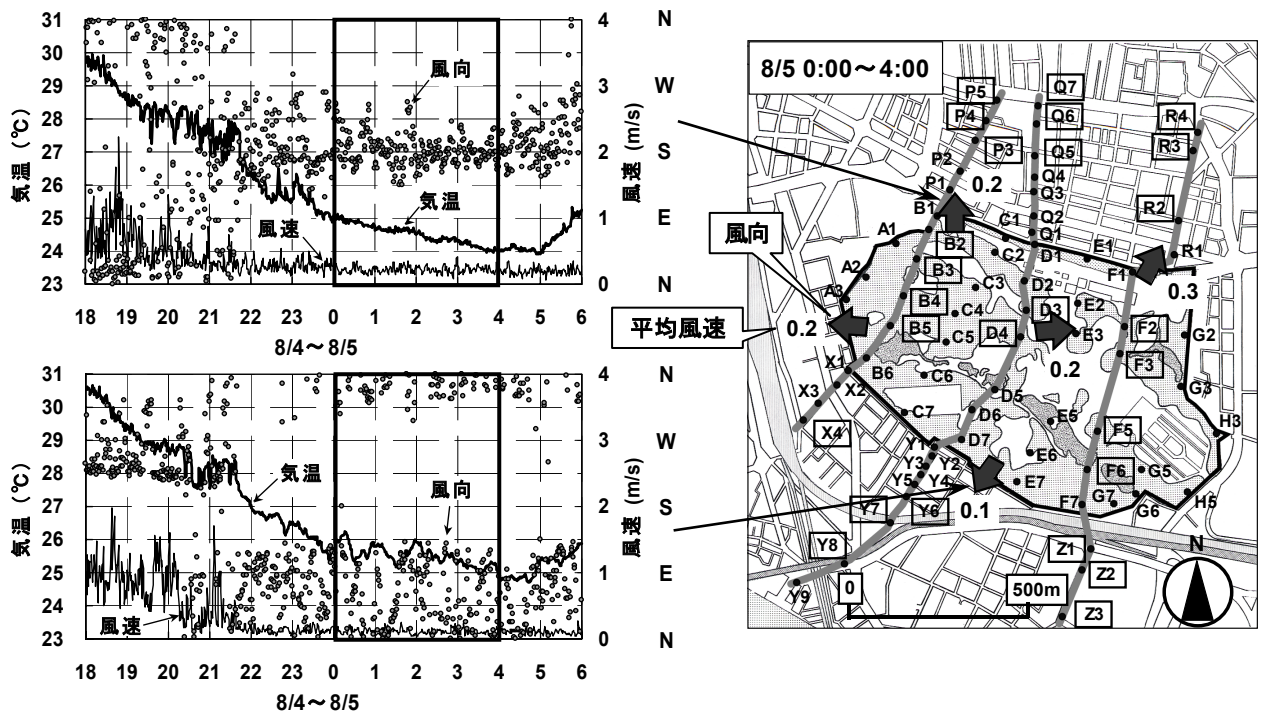 31
30
29
28
27
26
25
24
23
気温 (℃)
4
3
2
1
0
風速 (m/s)
N
W
S
E
N
風向
気温
風速
18 19 20 21 22 23 0 1 2 3 4 5 6
8/4～8/5
31
30
29
28
27
26
25
24
23
気温 (℃)
4
3
2
1
0
風速 (m/s)
N
W
S
E
N
気温
風向
風速
18 19 20 21 22 23 0 1 2 3 4 5 6
8/4～8/5
8/5 0:00～4:00
風向
平均風速
P5
P4
P3
P2
P1
Q7
Q6
Q5
Q4
Q3
Q2
Q1
R4
R3
R2
R1
0.2
B1
B2
B3
B4
B5
B6
A1
A2
A3
C1
C2
C3
C4
C5
C6
C7
D1
D2
D3
D4
D5
D6
D7
E1
E2
E3
E5
E6
E7
F1
F2
F3
F5
F6
F7
G2
G3
G5
G6
G7
H3
H5
0.3
0.2
0.2
0.1
X1
X2
X3
X4
Y1
Y2
Y3
Y4
Y5
Y6
Y7
Y8
Y9
Z1
Z2
Z3
0
500m
N